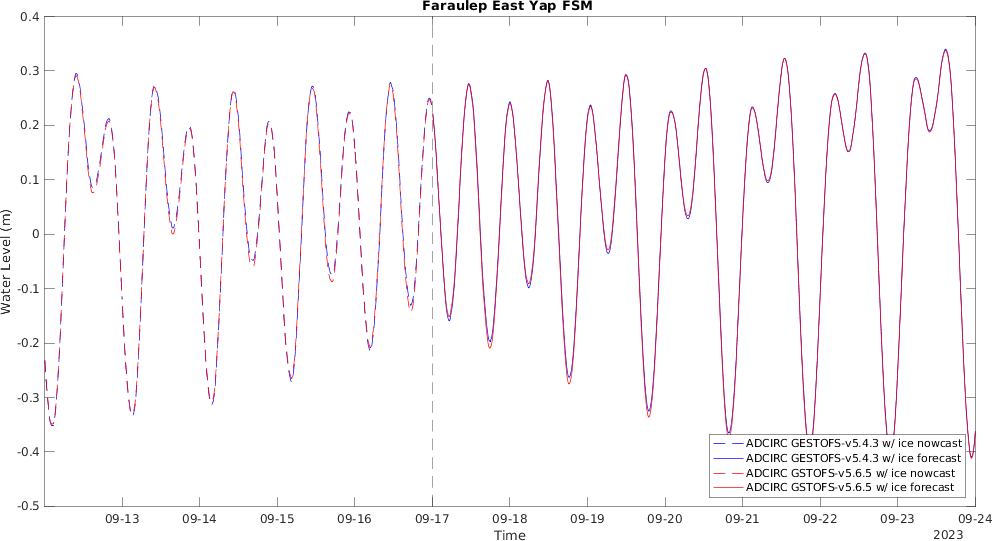 Faraulep East Yap FSM
0.4
0.3
0.2
0.1
0
-0.1
-0.2
-0.3
-0.4
-0.5
Water Level (m)
ADCIRC GESTOFS-v5.4.3 w/ ice nowcast
ADCIRC GESTOFS-v5.4.3 w/ ice forecast
ADCIRC GSTOFS-v5.6.5 w/ ice nowcast
ADCIRC GSTOFS-v5.6.5 w/ ice forecast
09-13 09-14 09-15 09-16 09-17 09-18 09-19 09-20 09-21 09-22 09-23 09-24
Time
2023